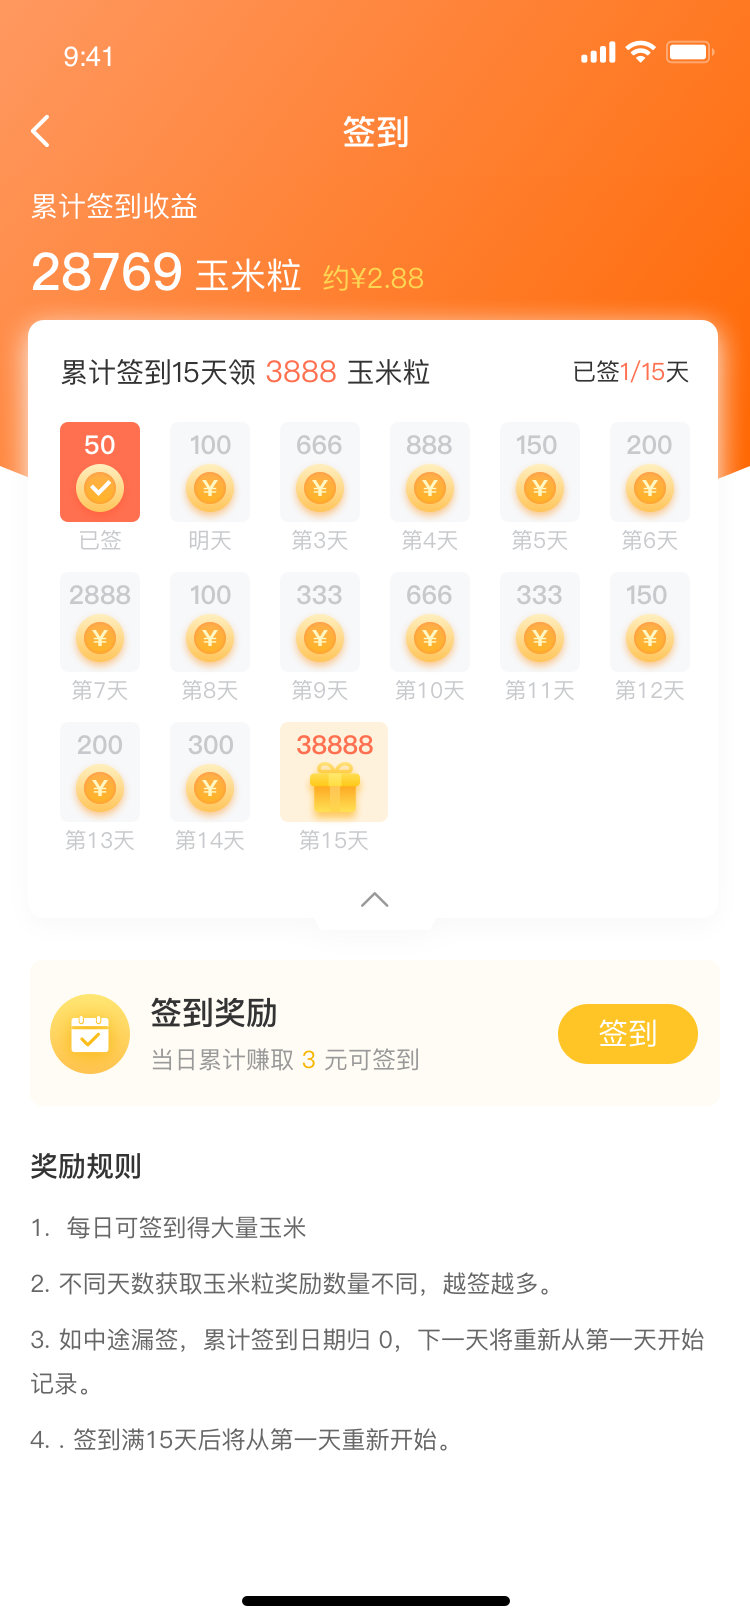 9:41
签到
累计签到收益
28769 玉米粒 约¥2.88
累计签到15天领 3888 玉米粒 已签1/15天
50 100 666 888 150 200
¥ ¥ ¥ ¥ ¥
已签 明天 第3天 第4天 第5天 第6天
2888 100 333 666 333 150
¥ ¥ ¥ ¥ ¥ ¥
第7天 第8天 第9天 第10天 第11天 第12天
200 300 38888
¥ ¥
第13天 第14天 第15天
签到奖励
当日累计赚取 3 元可签到
签到
奖励规则
1. 每日可签到得大量玉米
2. 不同天数获取玉米粒奖励数量不同，越签越多。
3. 如中途漏签，累计签到日期归 0，下一天将重新从第一天开始
记录。
4. . 签到满15天后将从第一天重新开始。